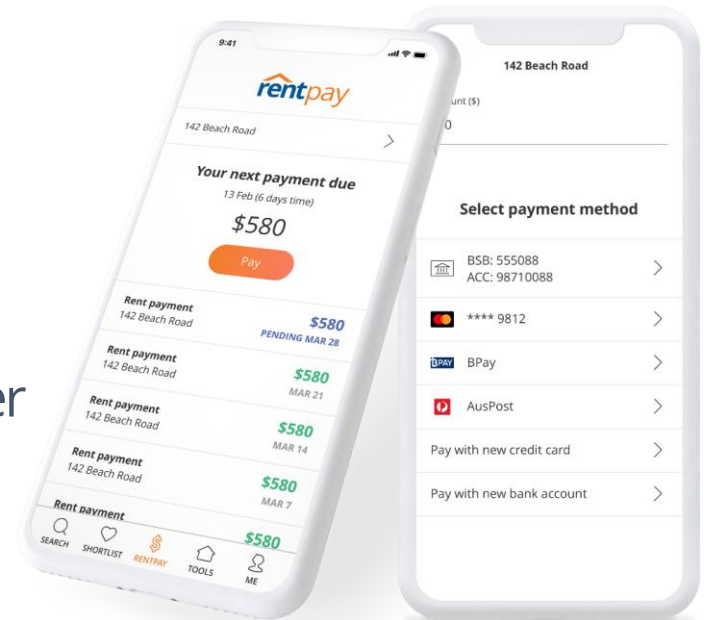 9:41
rentpay
142 Beach Road
Your next payment due
13 Feb (6 days time)
$580
Pay
Rent payment
142 Beach Road
$580
PENDING MAR 28
Rent payment
142 Beach Road
$580
MAR 21
Rent payment
142 Beach Road
$580
MAR 14
Rent payment
142 Beach Road
$580
MAR 7
Rent payment
$580
SEARCH
SHORTLIST
RENTPAY
TOOLS
ME
er
142 Beach Road
unt ($)
0
Select payment method
BSB: 555088
ACC: 98710088
**** 9812
BPAY
BPay
AusPost
Pay with new credit card
Pay with new bank account